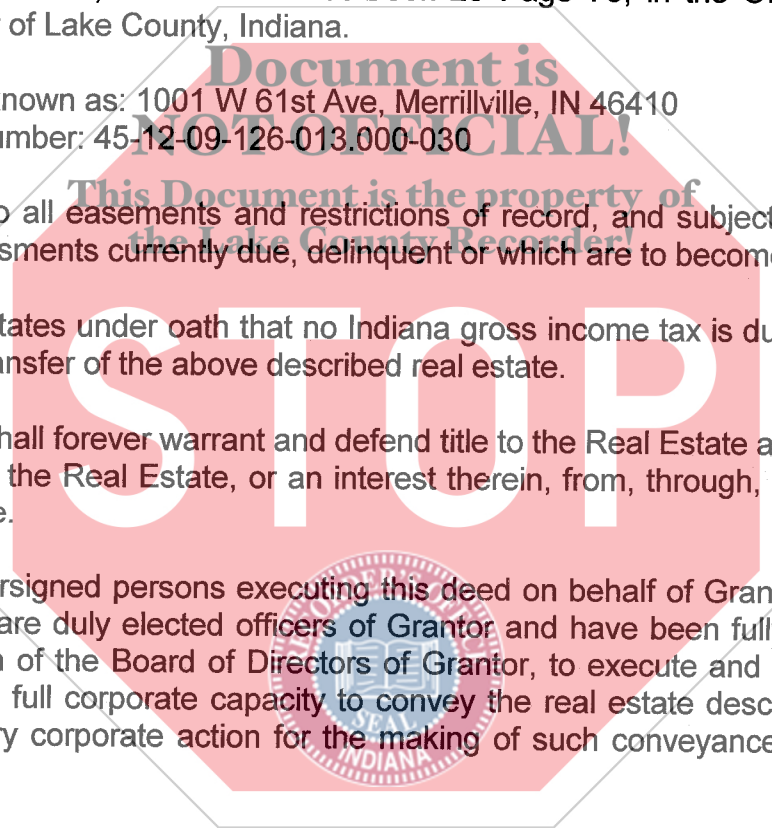 r of Lake County, Indiana.
Document is
nown as: 1001 W 61st Ave, Merrillville, IN 46410
umber: 45-12-09-126-013.000-030
NOT OFFICIAL!
This Document is the property of
o all easements and restrictions of record, and subject
the Lake County Recorder!
sments currently due, delinquent or which are to become
tates under oath that no Indiana gross income tax is du
ansfer of the above described real estate.
STOP
hall forever warrant and defend title to the Real Estate a
the Real Estate, or an interest therein, from, through,
e.
rsigned persons executing this deed on behalf of Gran
are duly elected officers of Grantor and have been full
n of the Board of Directors of Grantor, to execute and
full corporate capacity to convey the real estate desc
ry corporate action for the making of such conveyance
SEAL
INDIANA